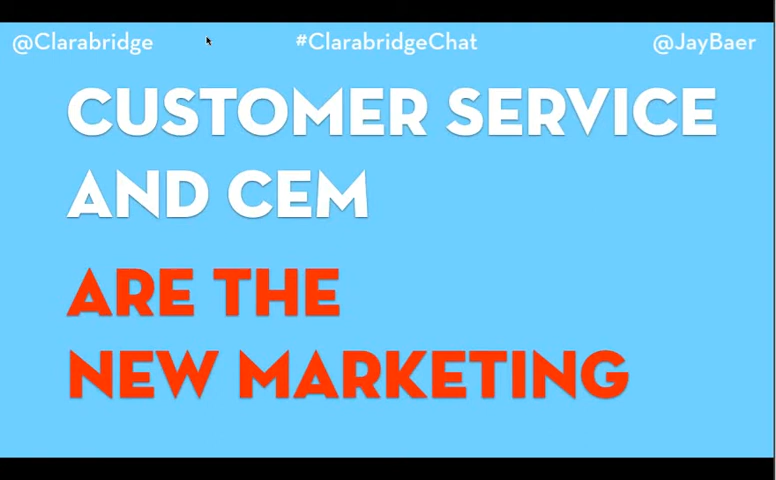 @Clarabridge #ClarabridgeChat @JayBaer
CUSTOMER SERVICE
AND CEM
ARE THE
NEW MARKETING